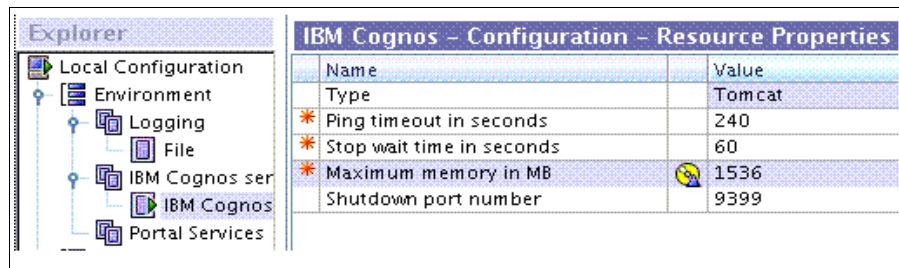 Explorer
Local Configuration
Environment
Logging
File
IBM Cognos ser
IBM Cognos
Portal Services
IBM Cognos – Configuration – Resource Properties
Name Value
Type Tomcat
* Ping timeout in seconds 240
* Stop wait time in seconds 60
* Maximum memory in MB 1536
Shutdown port number 9399